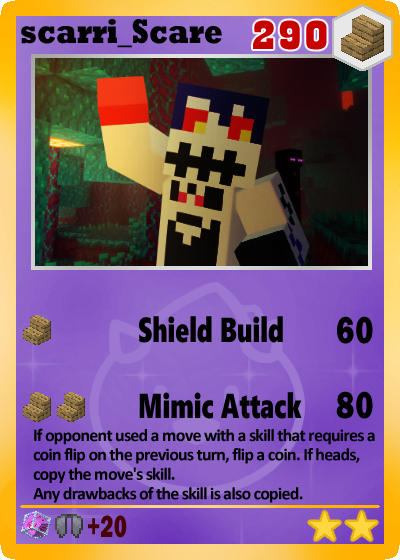 scarri_Scare 290
Shield Build 60
Mimic Attack 80
If opponent used a move with a skill that requires a
coin flip on the previous turn, flip a coin. If heads,
copy the move's skill.
Any drawbacks of the skill is also copied.
+20